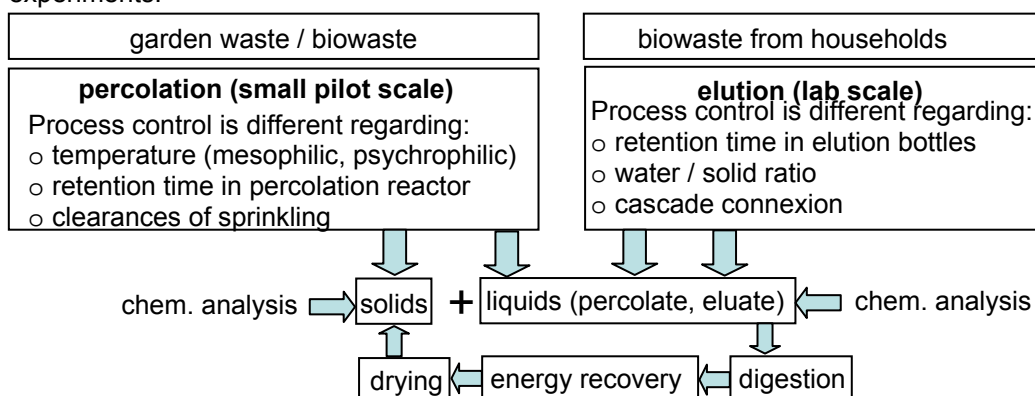 garden waste / biowaste
percolation (small pilot scale)
Process control is different regarding:
o temperature (mesophilic, psychrophilic)
o retention time in percolation reactor
o clearances of sprinkling
biowaste from households
elution (lab scale)
Process control is different regarding:
o retention time in elution bottles
o water / solid ratio
o cascade connexion
chem. analysis
solids
+
liquids (percolate, eluate)
chem. analysis
drying
energy recovery
digestion